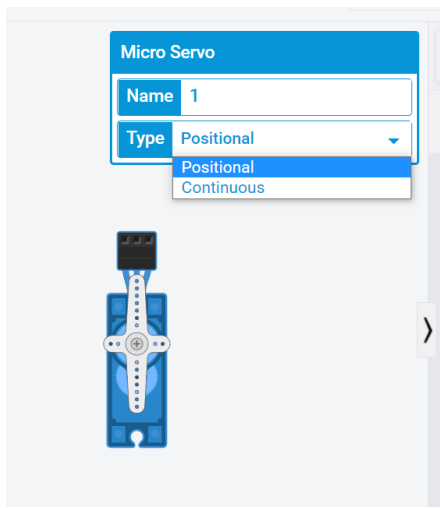 Micro Servo
Name 1
Type Positional
Positional
Continuous